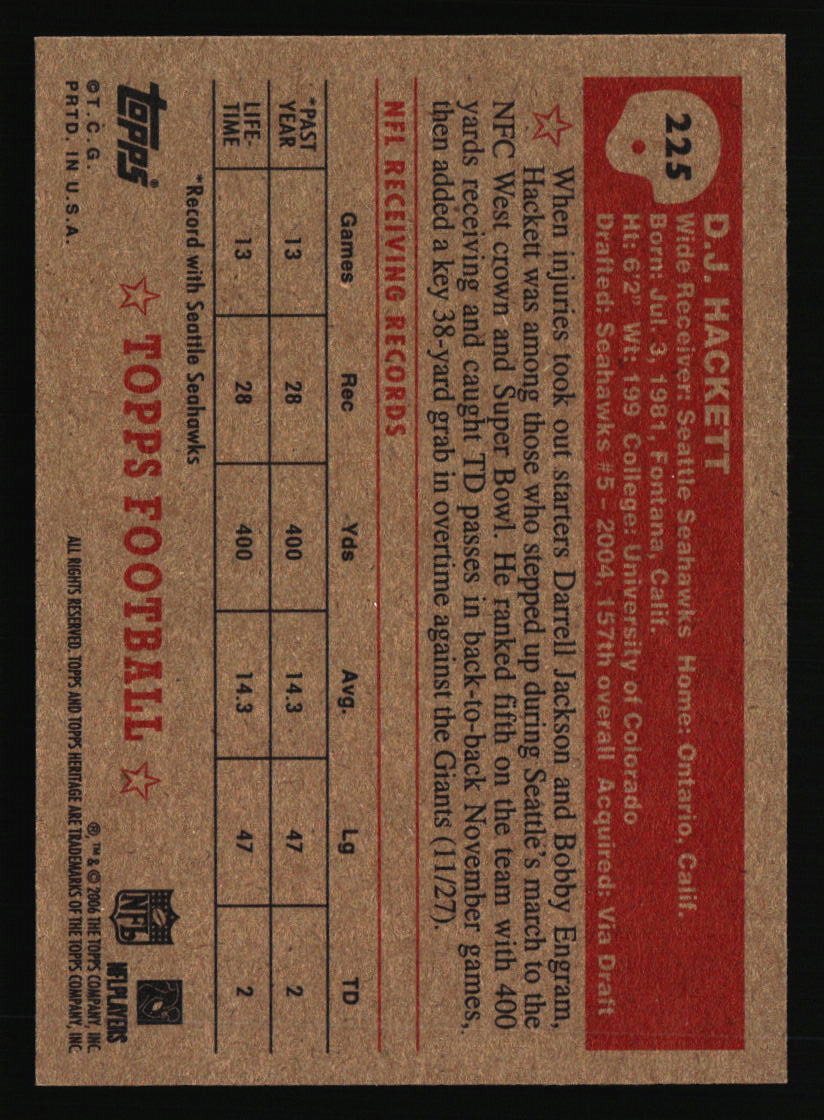 225
D.J. HACKETT
Wide Receiver: Seattle Seahawks Home: Ontario, Calif.
Born: Jul. 3, 1981, Fontana, Calif.
Ht: 6'2" Wt: 199 College: University of Colorado
Drafted: Seahawks #5 - 2004, 157th overall Acquired: Via Draft
When injuries took out starters Darrell Jackson and Bobby Engram,
Hackett was among those who stepped up during Seattle's march to the
NFC West crown and Super Bowl. He ranked fifth on the team with 400
yards receiving and caught TD passes in back-to-back November games,
then added a key 38-yard grab in overtime against the Giants (11/27).
NFL RECEIVING RECORDS
Games Rec Yds Avg. Lg TD
*PAST YEAR 13 28 400 14.3 47 2
LIFE-TIME 13 28 400 14.3 47 2
*Record with Seattle Seahawks
topps®
©T.C.G.
PRTD. IN U.S.A.
TOPPS FOOTBALL
NFL
NFL PLAYERS
®, ™ & © 2006 THE TOPPS COMPANY, INC.
ALL RIGHTS RESERVED. TOPPS AND TOPPS HERITAGE ARE TRADEMARKS OF THE TOPPS COMPANY, INC.